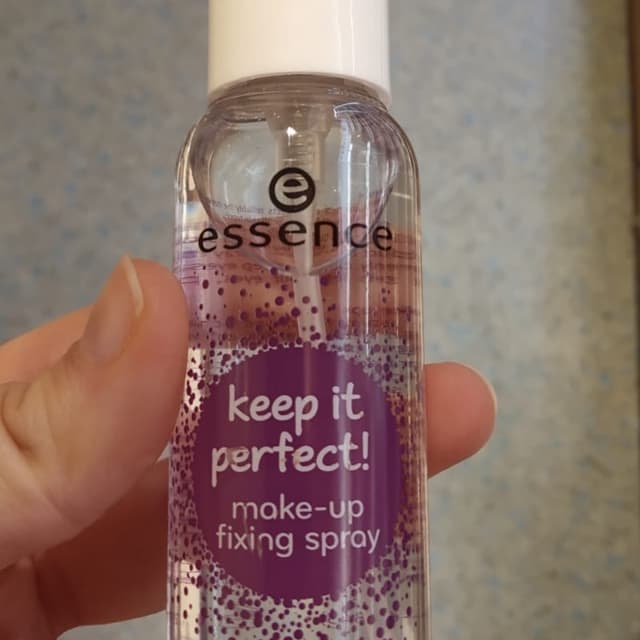 e
essence
keep it
perfect!
make-up
fixing spray